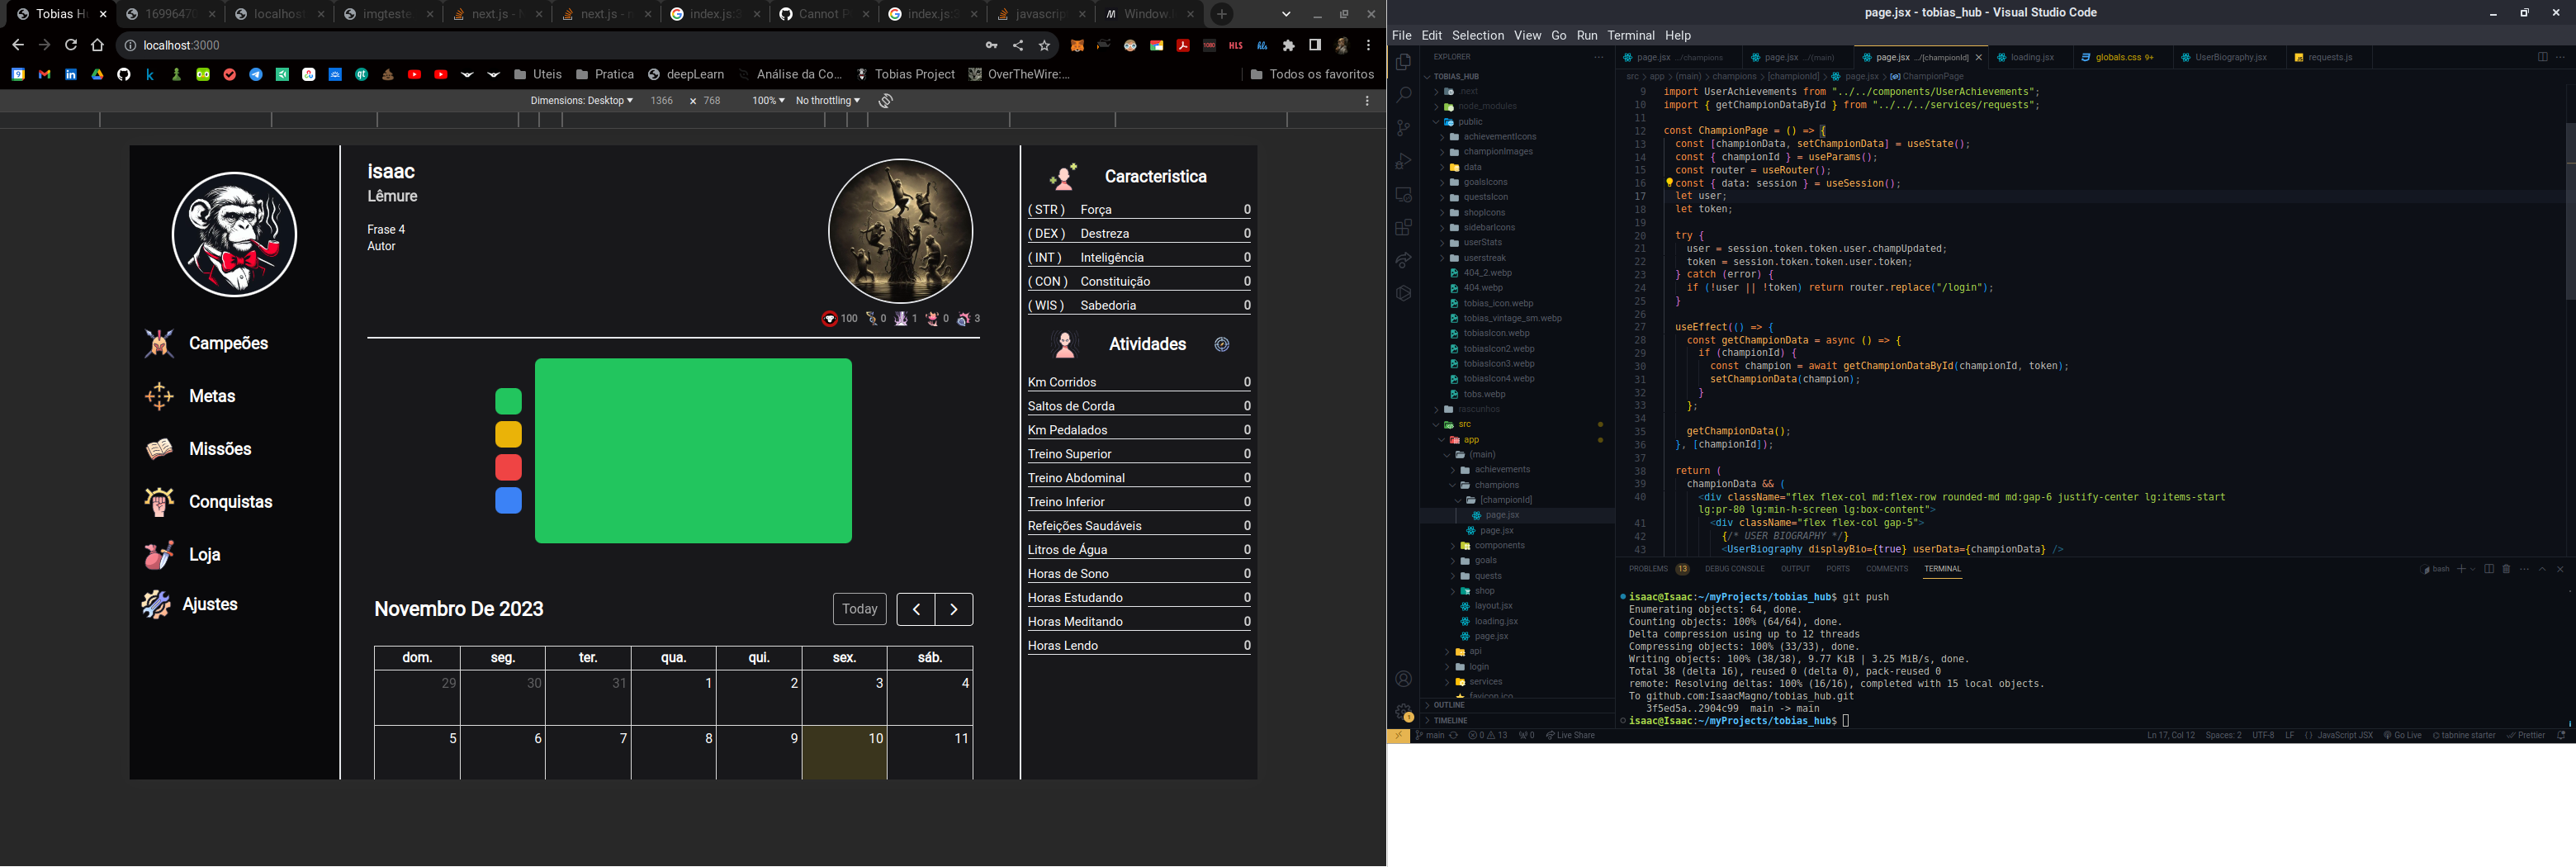 Tobias H
16996476
localhost
imgteste
next.js - N
next.js - r
index.js:3
Cannot P
index.js:3
javascrip
Window.l
localhost:3000
Uteis
Pratica
deepLearn
Análise da Co...
Tobias Project
OverTheWire:...
Todos os favoritos
Dimensions: Desktop
1366 × 768
100%
No throttling
isaac
Lêmure
Frase 4
Autor
100 0 1 0 3
Campeões
Metas
Missões
Conquistas
Loja
Ajustes
Novembro De 2023
Today
dom. seg. ter. qua. qui. sex. sáb.
29 30 31 1 2 3 4
5 6 7 8 9 10 11
Caracteristica
( STR ) Força 0
( DEX ) Destreza 0
( INT ) Inteligência 0
( CON ) Constituição 0
( WIS ) Sabedoria 0
Atividades
Km Corridos 0
Saltos de Corda 0
Km Pedalados 0
Treino Superior 0
Treino Abdominal 0
Treino Inferior 0
Refeições Saudáveis 0
Litros de Água 0
Horas de Sono 0
Horas Estudando 0
Horas Meditando 0
Horas Lendo 0
page.jsx - tobias_hub - Visual Studio Code
File Edit Selection View Go Run Terminal Help
EXPLORER
TOBIAS_HUB
.next
node_modules
public
achievementIcons
championImages
data
goalsIcons
questsIcon
shopIcons
sidebarIcons
userStats
userstreak
404_2.webp
404.webp
tobias_icon.webp
tobias_vintage_sm.webp
tobiasIcon.webp
tobiasIcon2.webp
tobiasIcon3.webp
tobiasIcon4.webp
tobs.webp
rascunhos
src
app
(main)
achievements
champions
[championId]
page.jsx
page.jsx
components
goals
quests
shop
layout.jsx
loading.jsx
page.jsx
api
login
services
favicon.ico
OUTLINE
TIMELINE
page.jsx .../champions
page.jsx .../(main)
page.jsx .../[championId]
loading.jsx
globals.css 9+
UserBiography.jsx
requests.js
src > app > (main) > champions > [championId] > page.jsx > ChampionPage
9 import UserAchievements from "../../components/UserAchievements";
10 import { getChampionDataById } from "../../../services/requests";
11
12 const ChampionPage = () => {
13 const [championData, setChampionData] = useState();
14 const { championId } = useParams();
15 const router = useRouter();
16 const { data: session } = useSession();
17 let user;
18 let token;
19
20 try {
21 user = session.token.token.user.champUpdated;
22 token = session.token.token.user.token;
23 } catch (error) {
24 if (!user || !token) return router.replace("/login");
25 }
26
27 useEffect(() => {
28 const getChampionData = async () => {
29 if (championId) {
30 const champion = await getChampionDataById(championId, token);
31 setChampionData(champion);
32 }
33 };
34
35 getChampionData();
36 }, [championId]);
37
38 return (
39 championData && (
40 <div className="flex flex-col md:flex-row rounded-md md:gap-6 justify-center lg:items-start
lg:pr-80 lg:min-h-screen lg:box-content">
41 <div className="flex flex-col gap-5">
42 {/* USER BIOGRAPHY */}
43 <UserBiography displayBio={true} userData={championData} />
PROBLEMS 13 DEBUG CONSOLE OUTPUT PORTS COMMENTS TERMINAL
bash
isaac@Isaac:~/myProjects/tobias_hub$ git push
Enumerating objects: 64, done.
Counting objects: 100% (64/64), done.
Delta compression using up to 12 threads
Compressing objects: 100% (33/33), done.
Writing objects: 100% (38/38), 9.77 KiB | 3.25 MiB/s, done.
Total 38 (delta 16), reused 0 (delta 0), pack-reused 0
remote: Resolving deltas: 100% (16/16), completed with 15 local objects.
To github.com:IsaacMagno/tobias_hub.git
3f5ed5a..2904c99 main -> main
isaac@Isaac:~/myProjects/tobias_hub$
main 0 13 0 Live Share
Ln 17, Col 12 Spaces: 2 UTF-8 LF {} JavaScript JSX Go Live tabnine starter Prettier